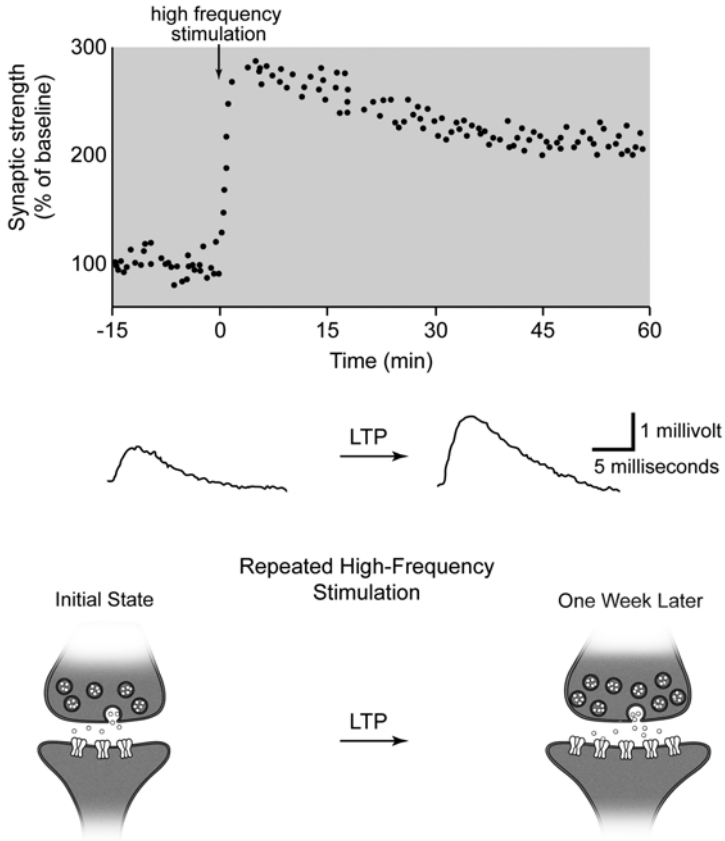 high frequency
stimulation
Synaptic strength
(% of baseline)
300
200
100
-15 0 15 30 45 60
Time (min)
LTP
1 millivolt
5 milliseconds
Repeated High-Frequency
Stimulation
Initial State
One Week Later
LTP